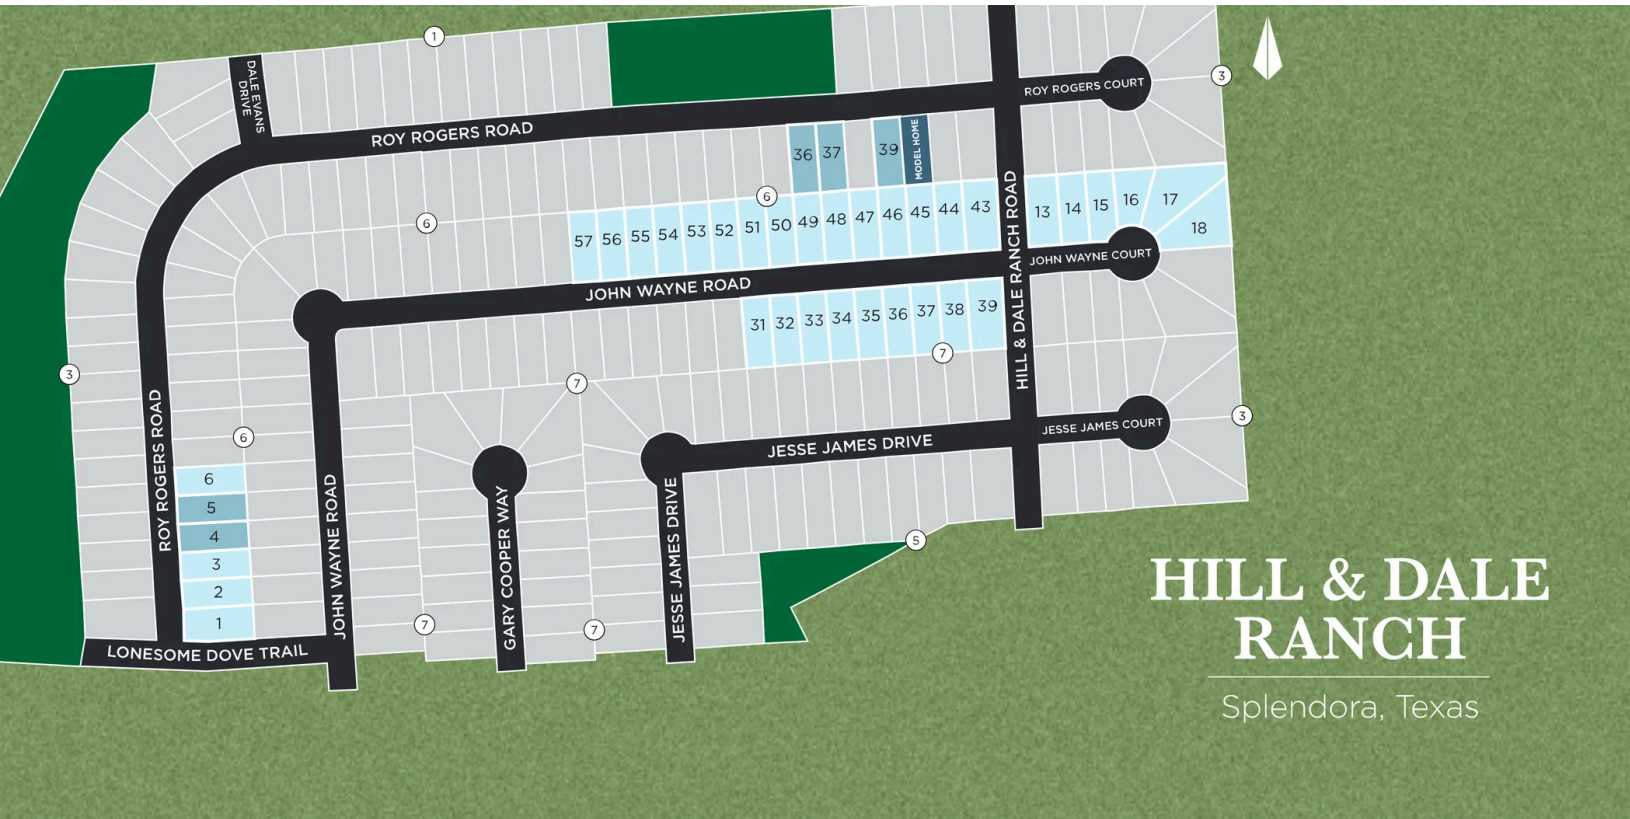 1
DALE EVANS
DRIVE
ROY ROGERS ROAD
ROY ROGERS COURT
3
36 37 39 MODEL HOME
6
6
57 56 55 54 53 52 51 50 49 48 47 46 45 44 43
13 14 15 16 17 18
HILL & DALE RANCH ROAD
JOHN WAYNE COURT
JOHN WAYNE ROAD
31 32 33 34 35 36 37 38 39
7
3
7
ROY ROGERS ROAD
6
3
JESSE JAMES COURT
JESSE JAMES DRIVE
6
5
4
3
2
1
JOHN WAYNE ROAD
GARY COOPER WAY
JESSE JAMES DRIVE
5
7
7
LONESOME DOVE TRAIL
HILL & DALE
RANCH
Splendora, Texas